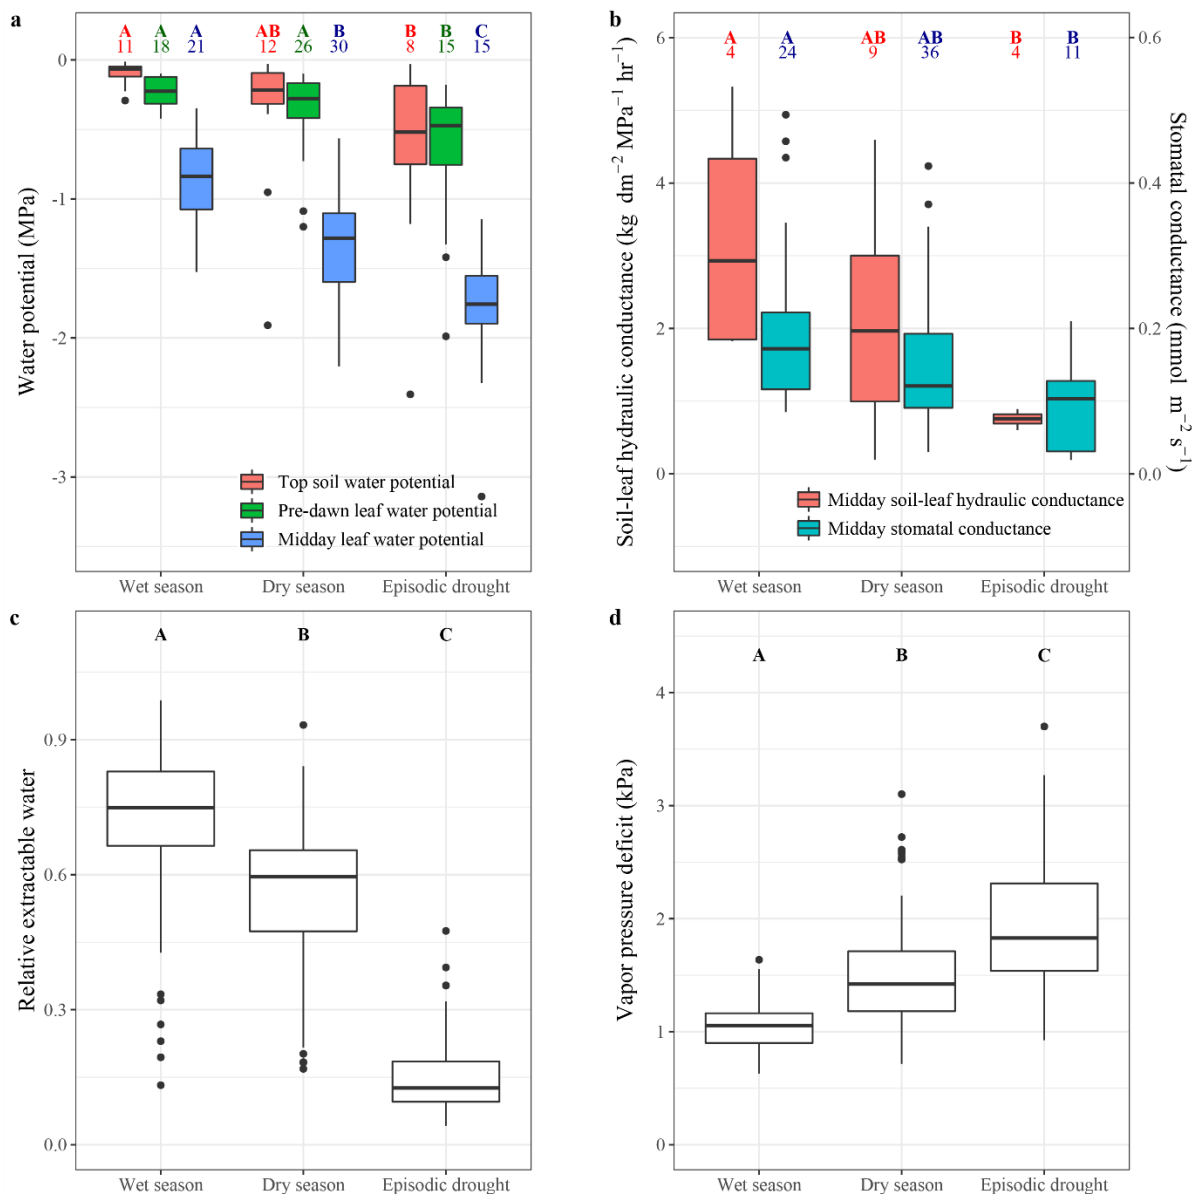 a
A A A AB A B B B C
11 18 21 12 26 30 8 15 15
0
-1
-2
-3
Water potential (MPa)
Top soil water potential
Pre-dawn leaf water potential
Midday leaf water potential
Wet season Dry season Episodic drought
b
A A AB AB B B
4 24 9 36 4 11
6
4
2
0
Soil-leaf hydraulic conductance (kg dm⁻² MPa⁻¹ hr⁻¹)
0.6
0.4
0.2
0.0
Stomatal conductance (mmol m⁻² s⁻¹)
Midday soil-leaf hydraulic conductance
Midday stomatal conductance
Wet season Dry season Episodic drought
c
A B C
0.9
0.6
0.3
0.0
Relative extractable water
Wet season Dry season Episodic drought
d
A B C
4
3
2
1
0
Vapor pressure deficit (kPa)
Wet season Dry season Episodic drought